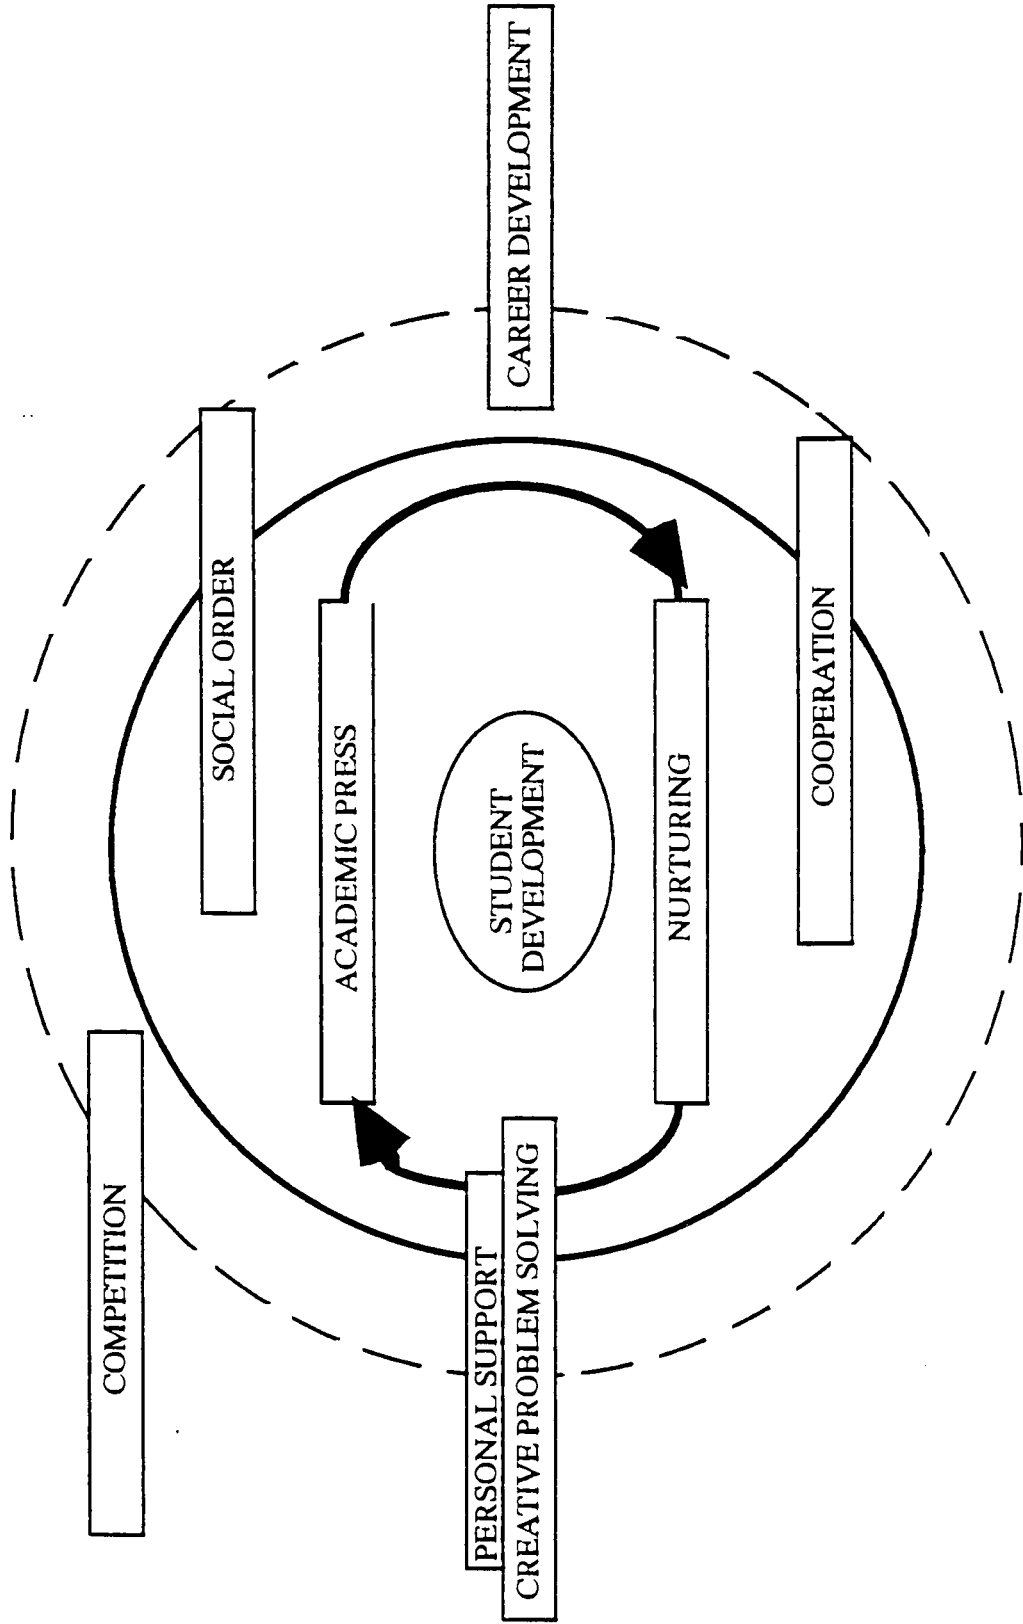 COMPETITION
SOCIAL ORDER
ACADEMIC PRESS
PERSONAL SUPPORT
CREATIVE PROBLEM SOLVING
STUDENT
DEVELOPMENT
CAREER DEVELOPMENT
NURTURING
COOPERATION